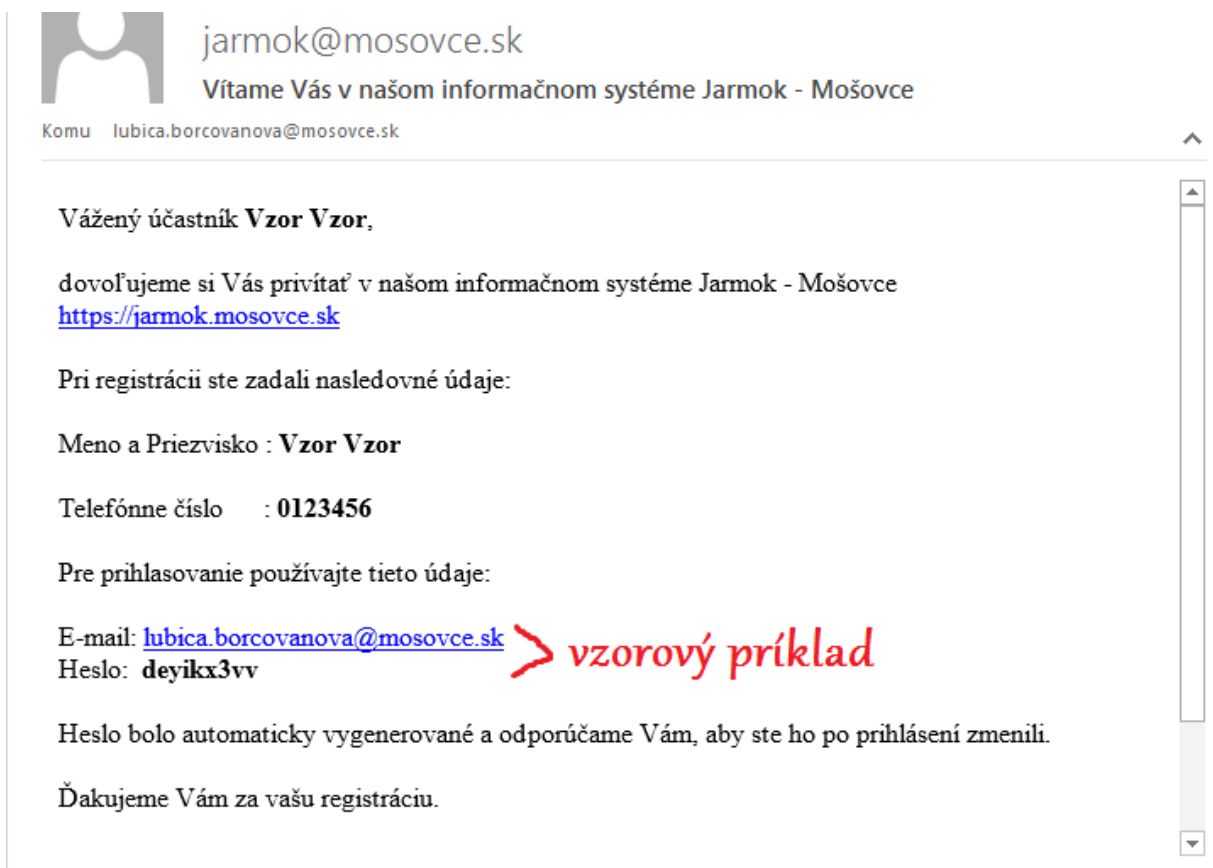 jarmok@mosovce.sk
Vítame Vás v našom informačnom systéme Jarmok - Mošovce
Komu lubica.borcovanova@mosovce.sk
Vážený účastník Vzor Vzor,
dovoľujeme si Vás privítať v našom informačnom systéme Jarmok - Mošovce
https://jarmok.mosovce.sk
Pri registrácii ste zadali nasledovné údaje:
Meno a Priezvisko : Vzor Vzor
Telefónne číslo : 0123456
Pre prihlasovanie používajte tieto údaje:
E-mail: lubica.borcovanova@mosovce.sk
vzorový príklad
Heslo: deyikx3vv
Heslo bolo automaticky vygenerované a odporúčame Vám, aby ste ho po prihlásení zmenili.
Ďakujeme Vám za vašu registráciu.